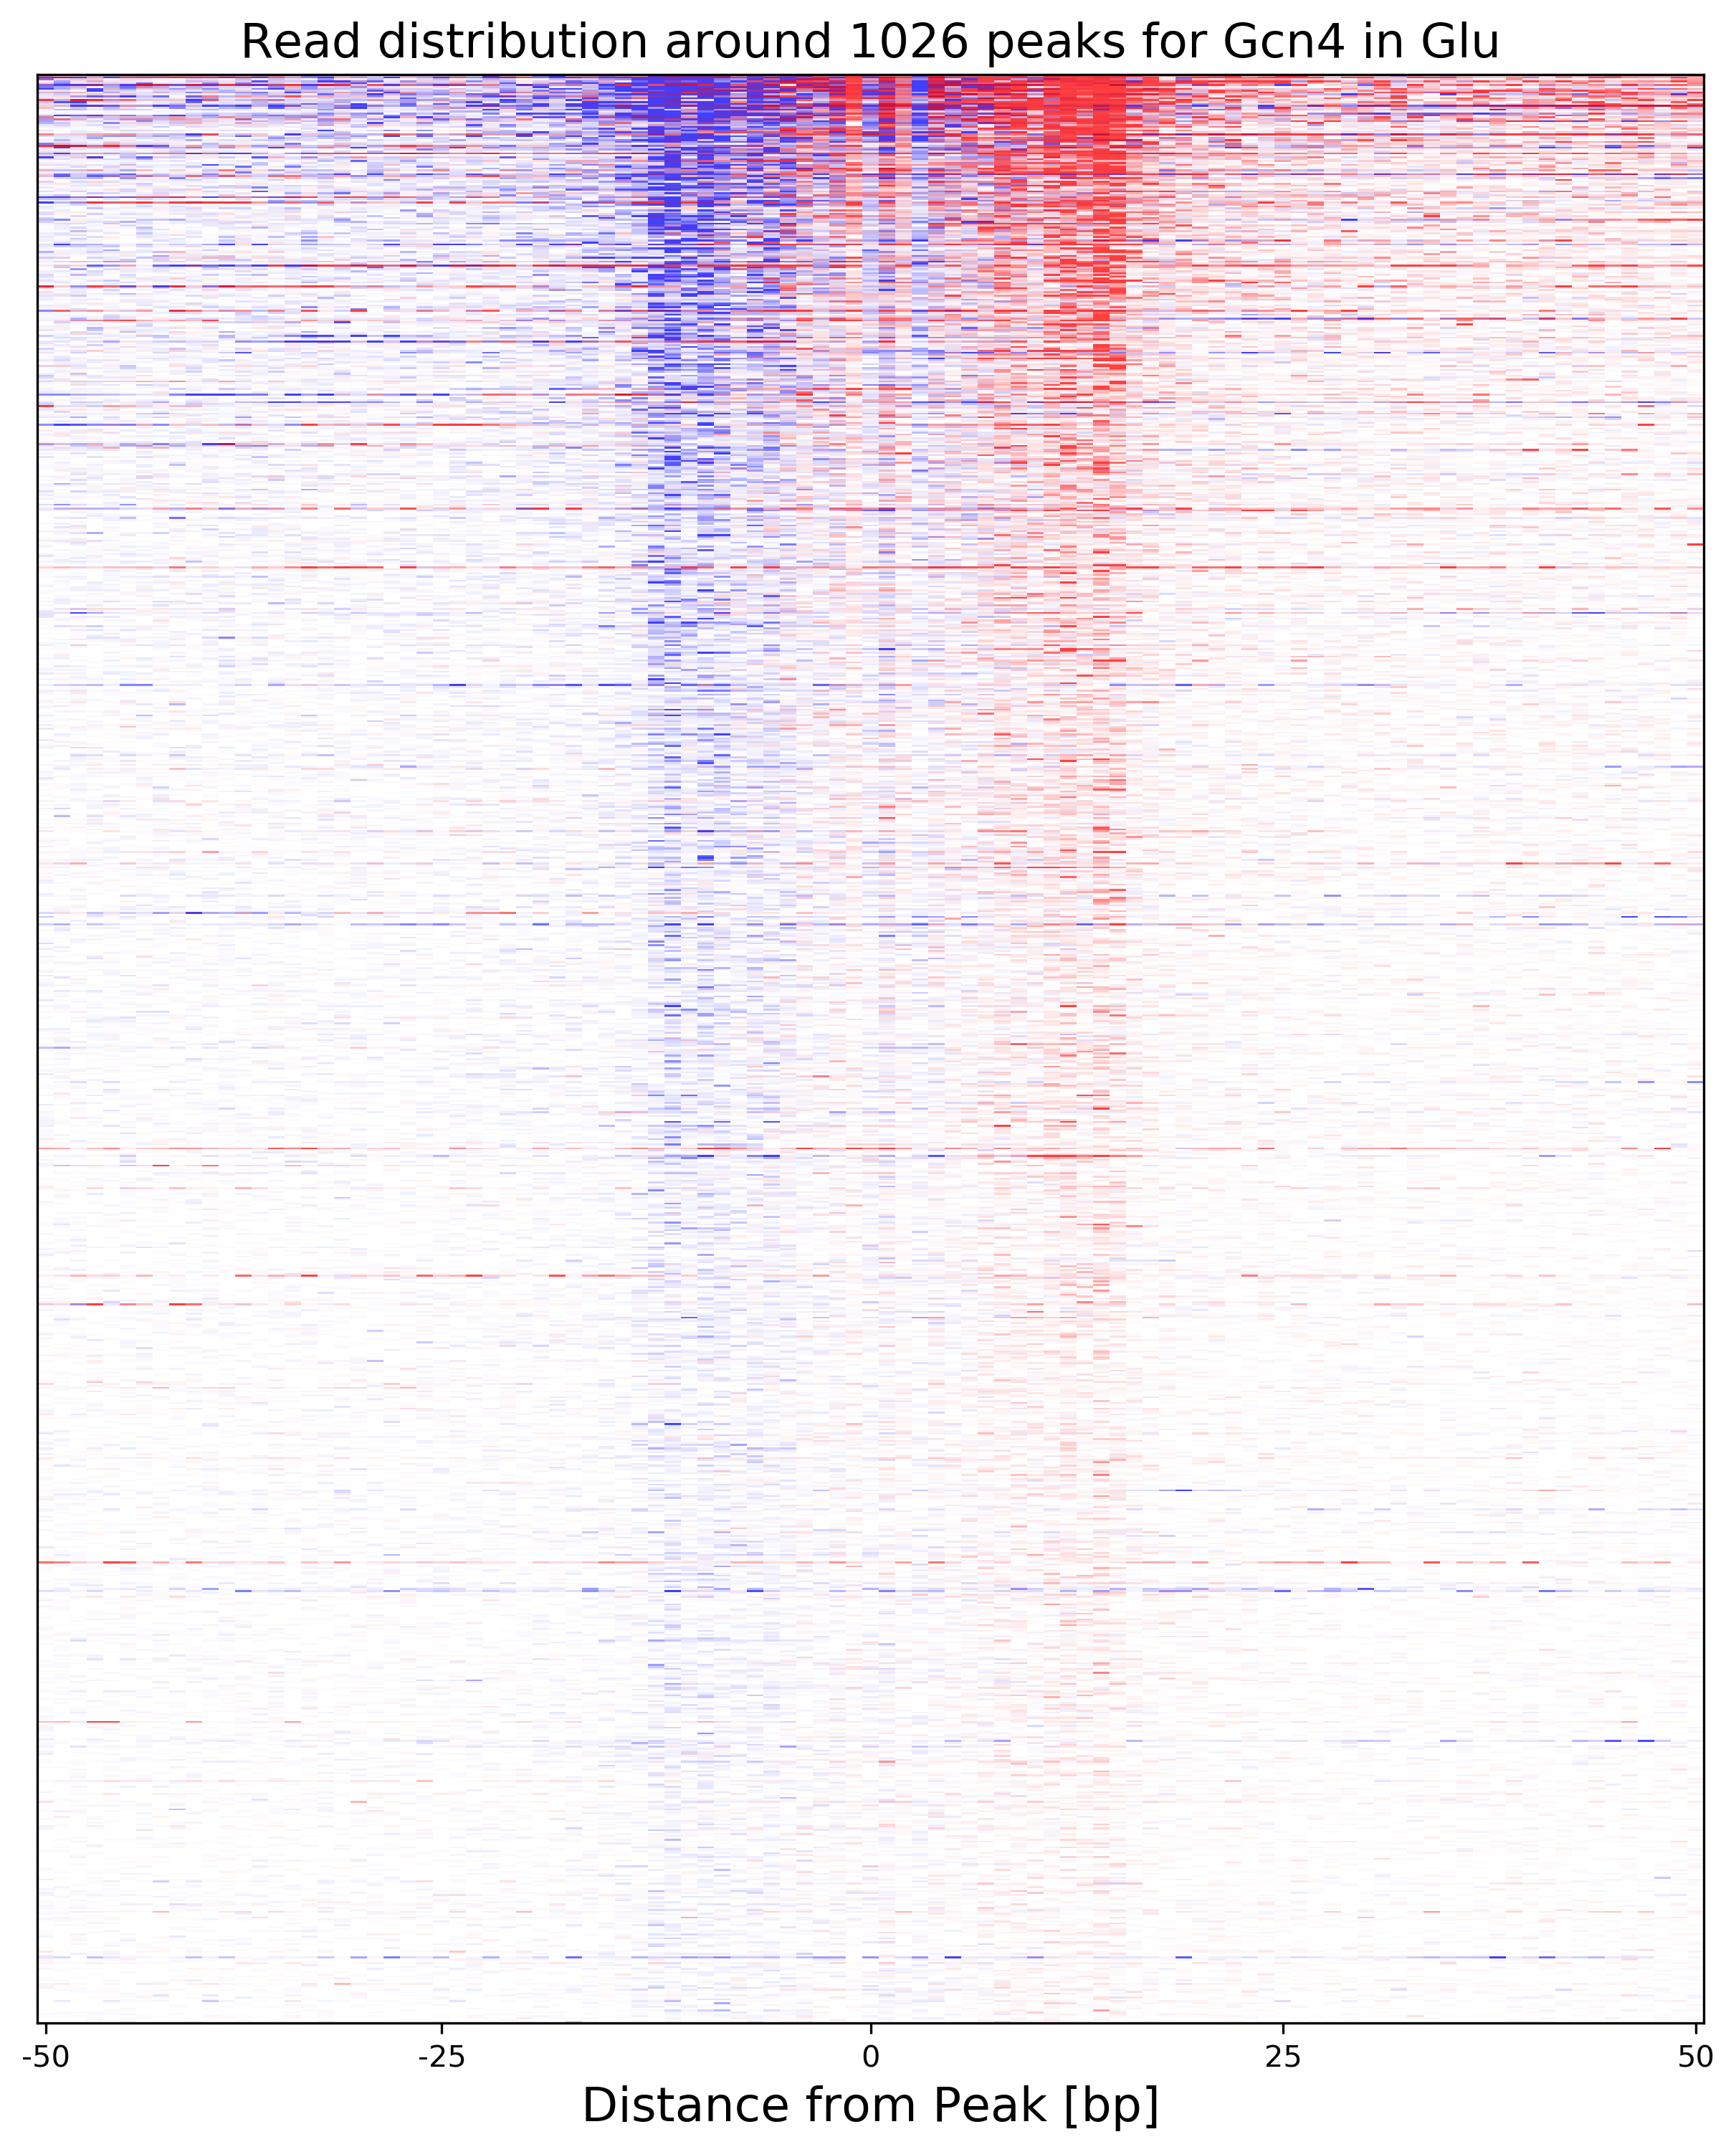 Read distribution around 1026 peaks for Gcn4 in Glu
-50 -25 0 25 50
Distance from Peak [bp]